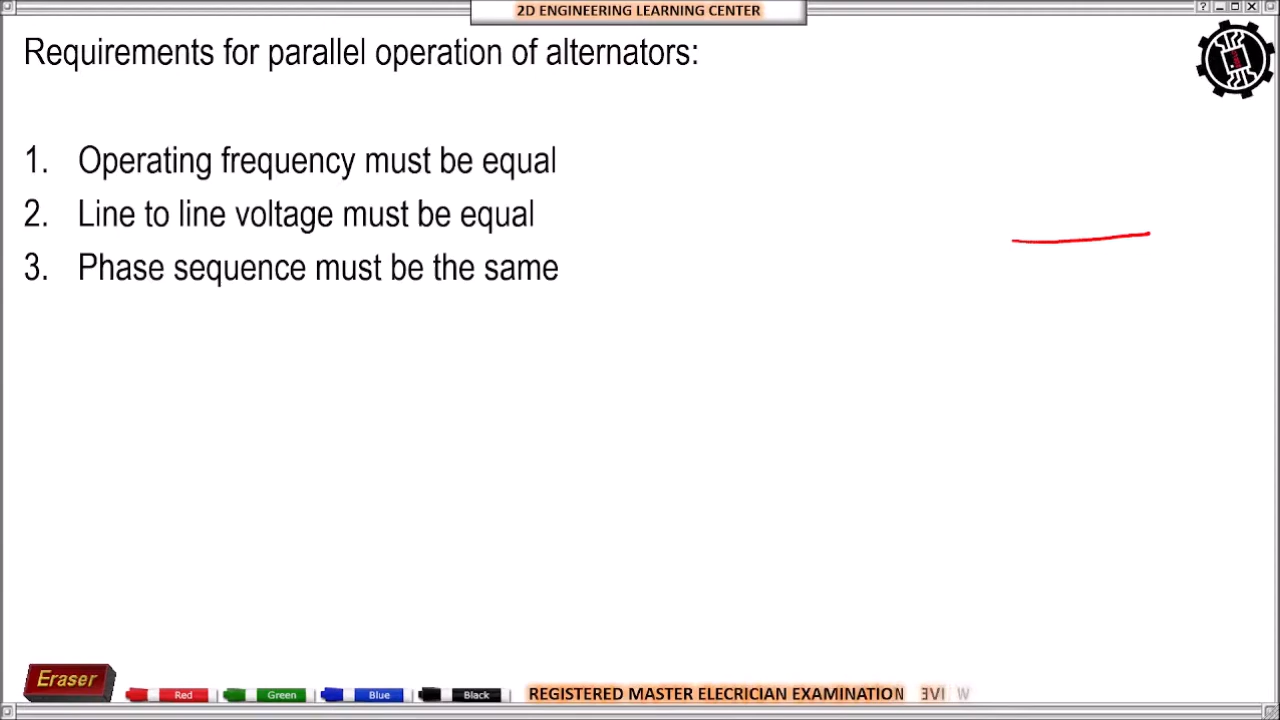 2D ENGINEERING LEARNING CENTER
Requirements for parallel operation of alternators:
1. Operating frequency must be equal
2. Line to line voltage must be equal
3. Phase sequence must be the same
Eraser
Red Green Blue Black
REGISTERED MASTER ELECRICIAN EXAMINATION